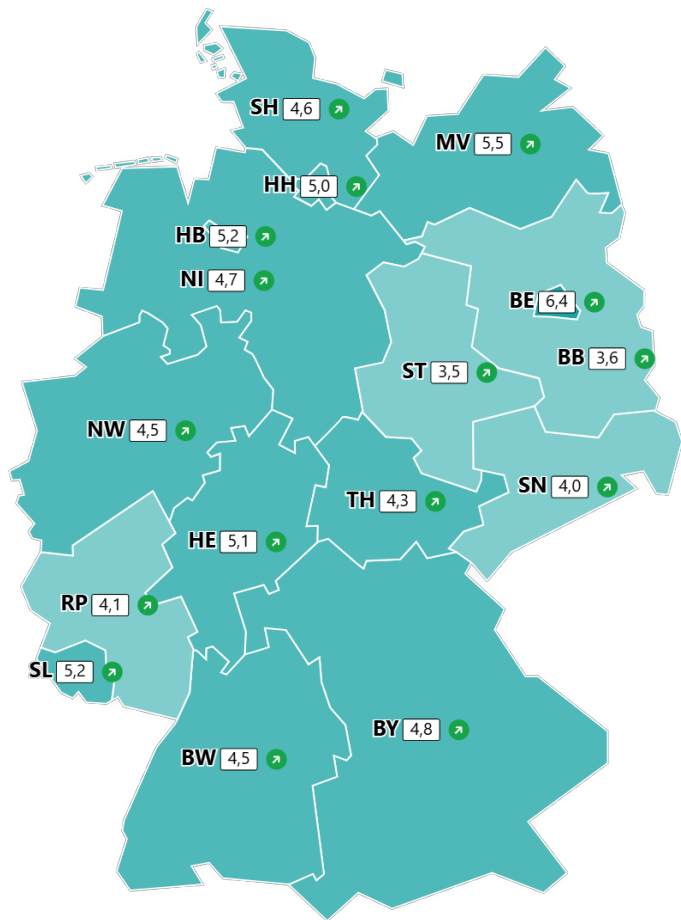 SH 4,6
MV 5,5
HH 5,0
HB 5,2
NI 4,7
BE 6,4
BB 3,6
ST 3,5
NW 4,5
SN 4,0
TH 4,3
HE 5,1
RP 4,1
SL 5,2
BY 4,8
BW 4,5